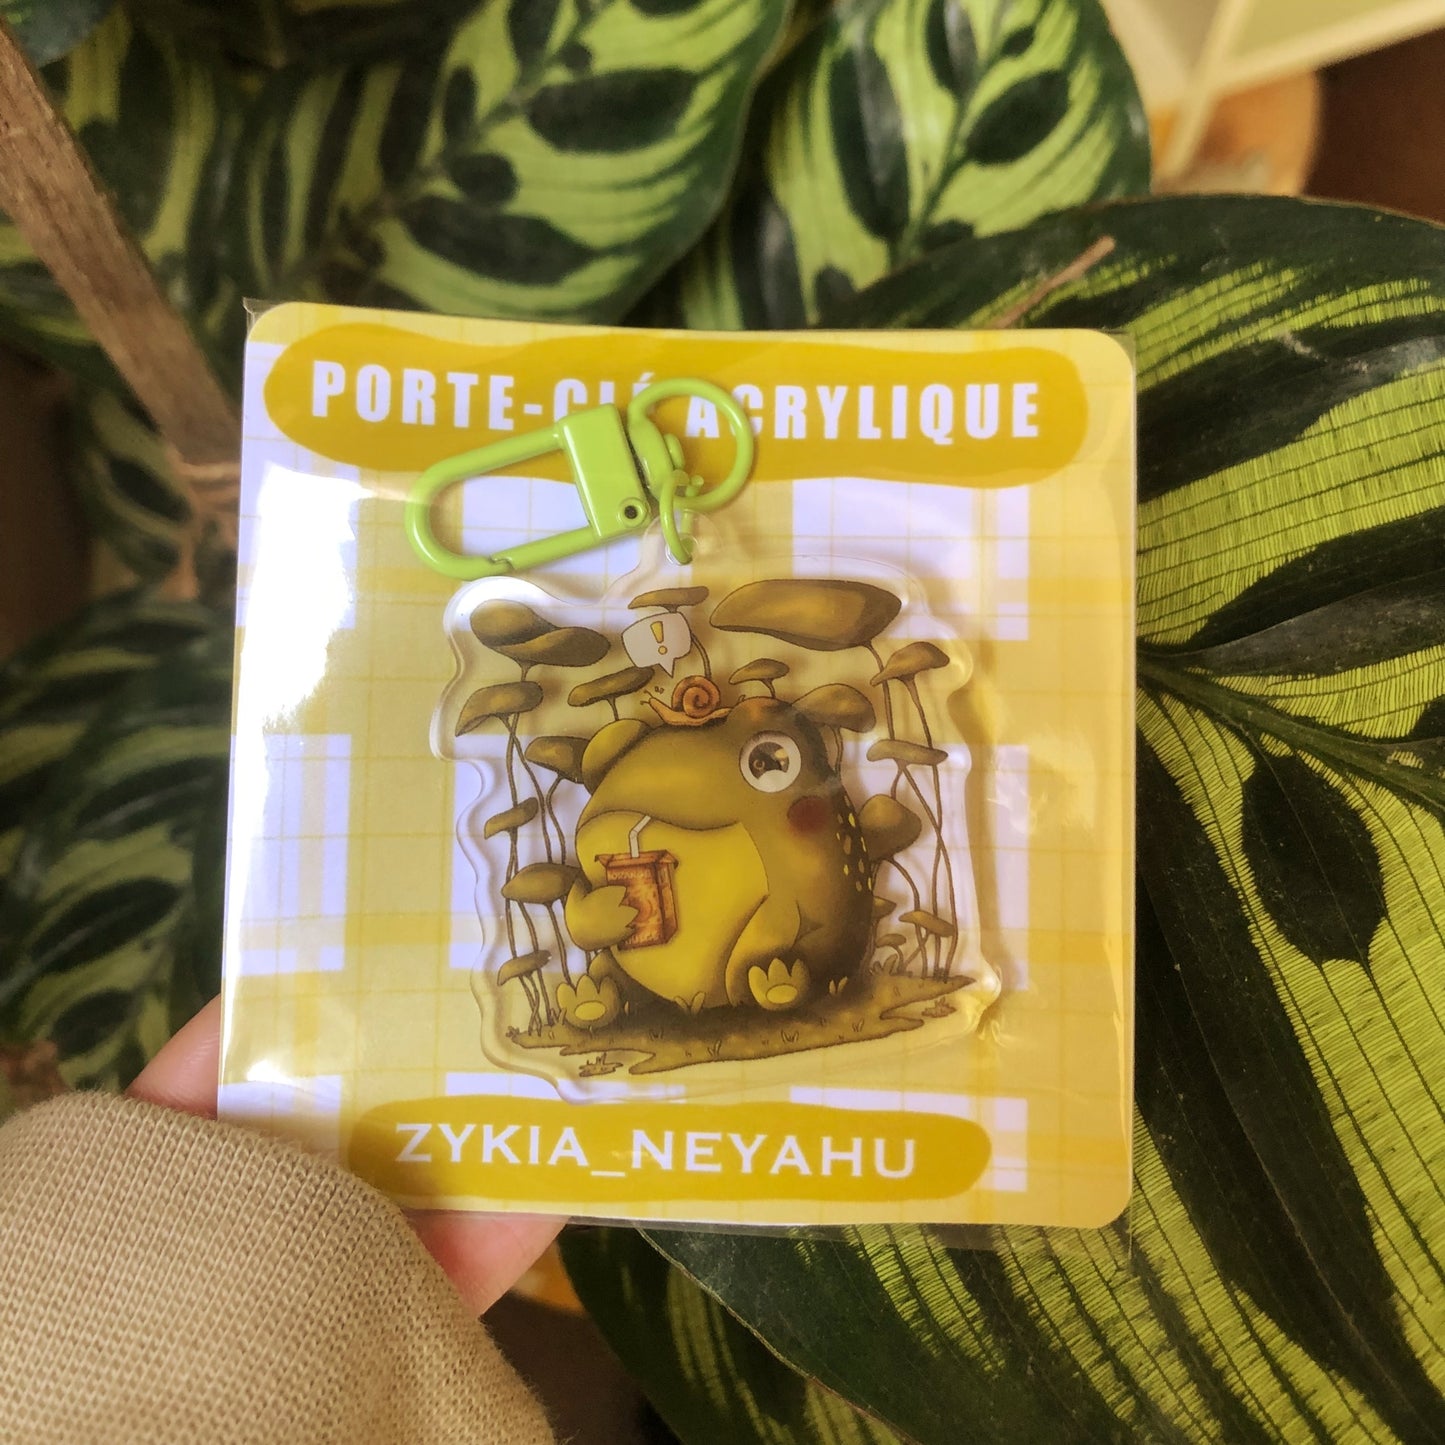 PORTE-CLÉ ACRYLIQUE
!
ZYKIA_NEYAHU